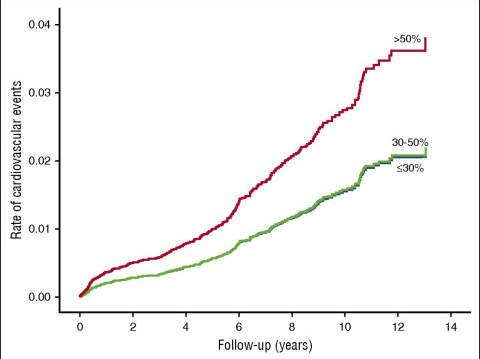 Rate of cardiovascular events
0.04
0.03
0.02
0.01
0.00
>50%
30-50%
≤30%
0 2 4 6 8 10 12 14
Follow-up (years)